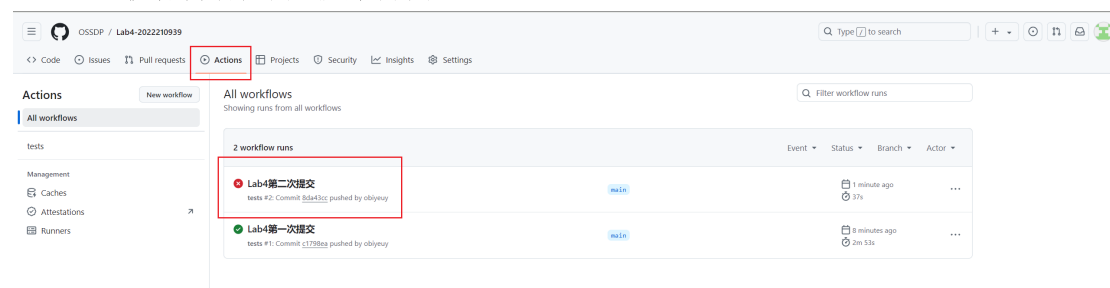 OSSDP / Lab4-2022210939
Type / to search
Code Issues Pull requests Actions Projects Security Insights Settings
Actions
New workflow
All workflows
tests
Management
Caches
Attestations
Runners
All workflows
Showing runs from all workflows
Filter workflow runs
2 workflow runs
Event Status Branch Actor
Lab4第二次提交
tests #2: Commit 8da43cc pushed by obiyeuy
main
1 minute ago
37s
Lab4第一次提交
tests #1: Commit c1798ea pushed by obiyeuy
main
8 minutes ago
2m 53s